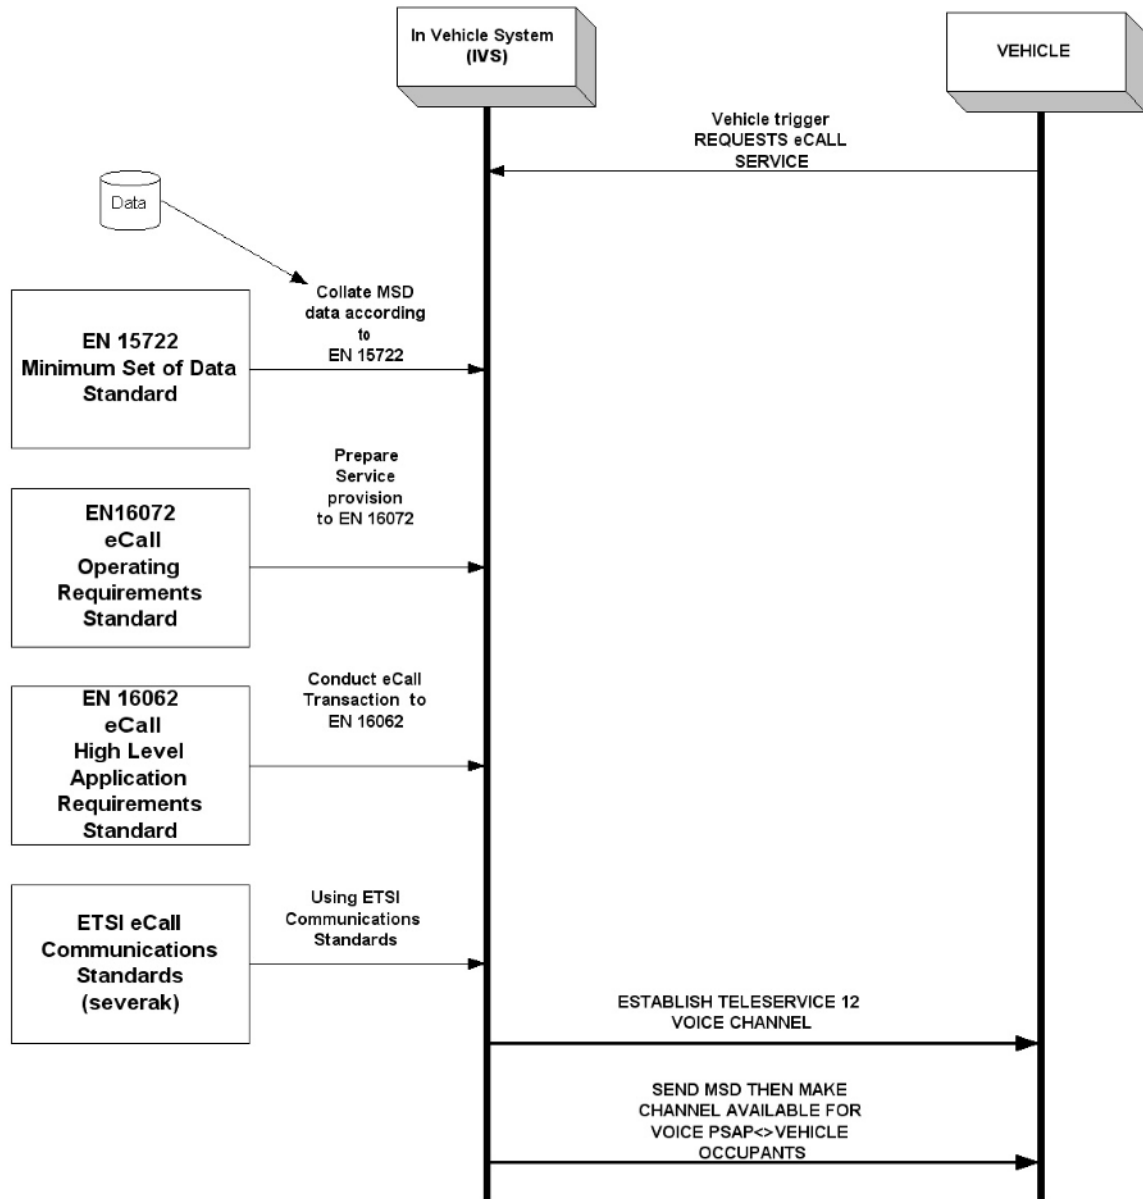 In Vehicle System
(IVS)
VEHICLE
Vehicle trigger
REQUESTS eCALL
SERVICE
Data
Collate MSD
data according
to
EN 15722
EN 15722
Minimum Set of Data
Standard
Prepare
Service
provision
to EN 16072
EN16072
eCall
Operating
Requirements
Standard
Conduct eCall
Transaction to
EN 16062
EN 16062
eCall
High Level
Application
Requirements
Standard
Using ETSI
Communications
Standards
ETSI eCall
Communications
Standards
(severak)
ESTABLISH TELESERVICE 12
VOICE CHANNEL
SEND MSD THEN MAKE
CHANNEL AVAILABLE FOR
VOICE PSAP<>VEHICLE
OCCUPANTS